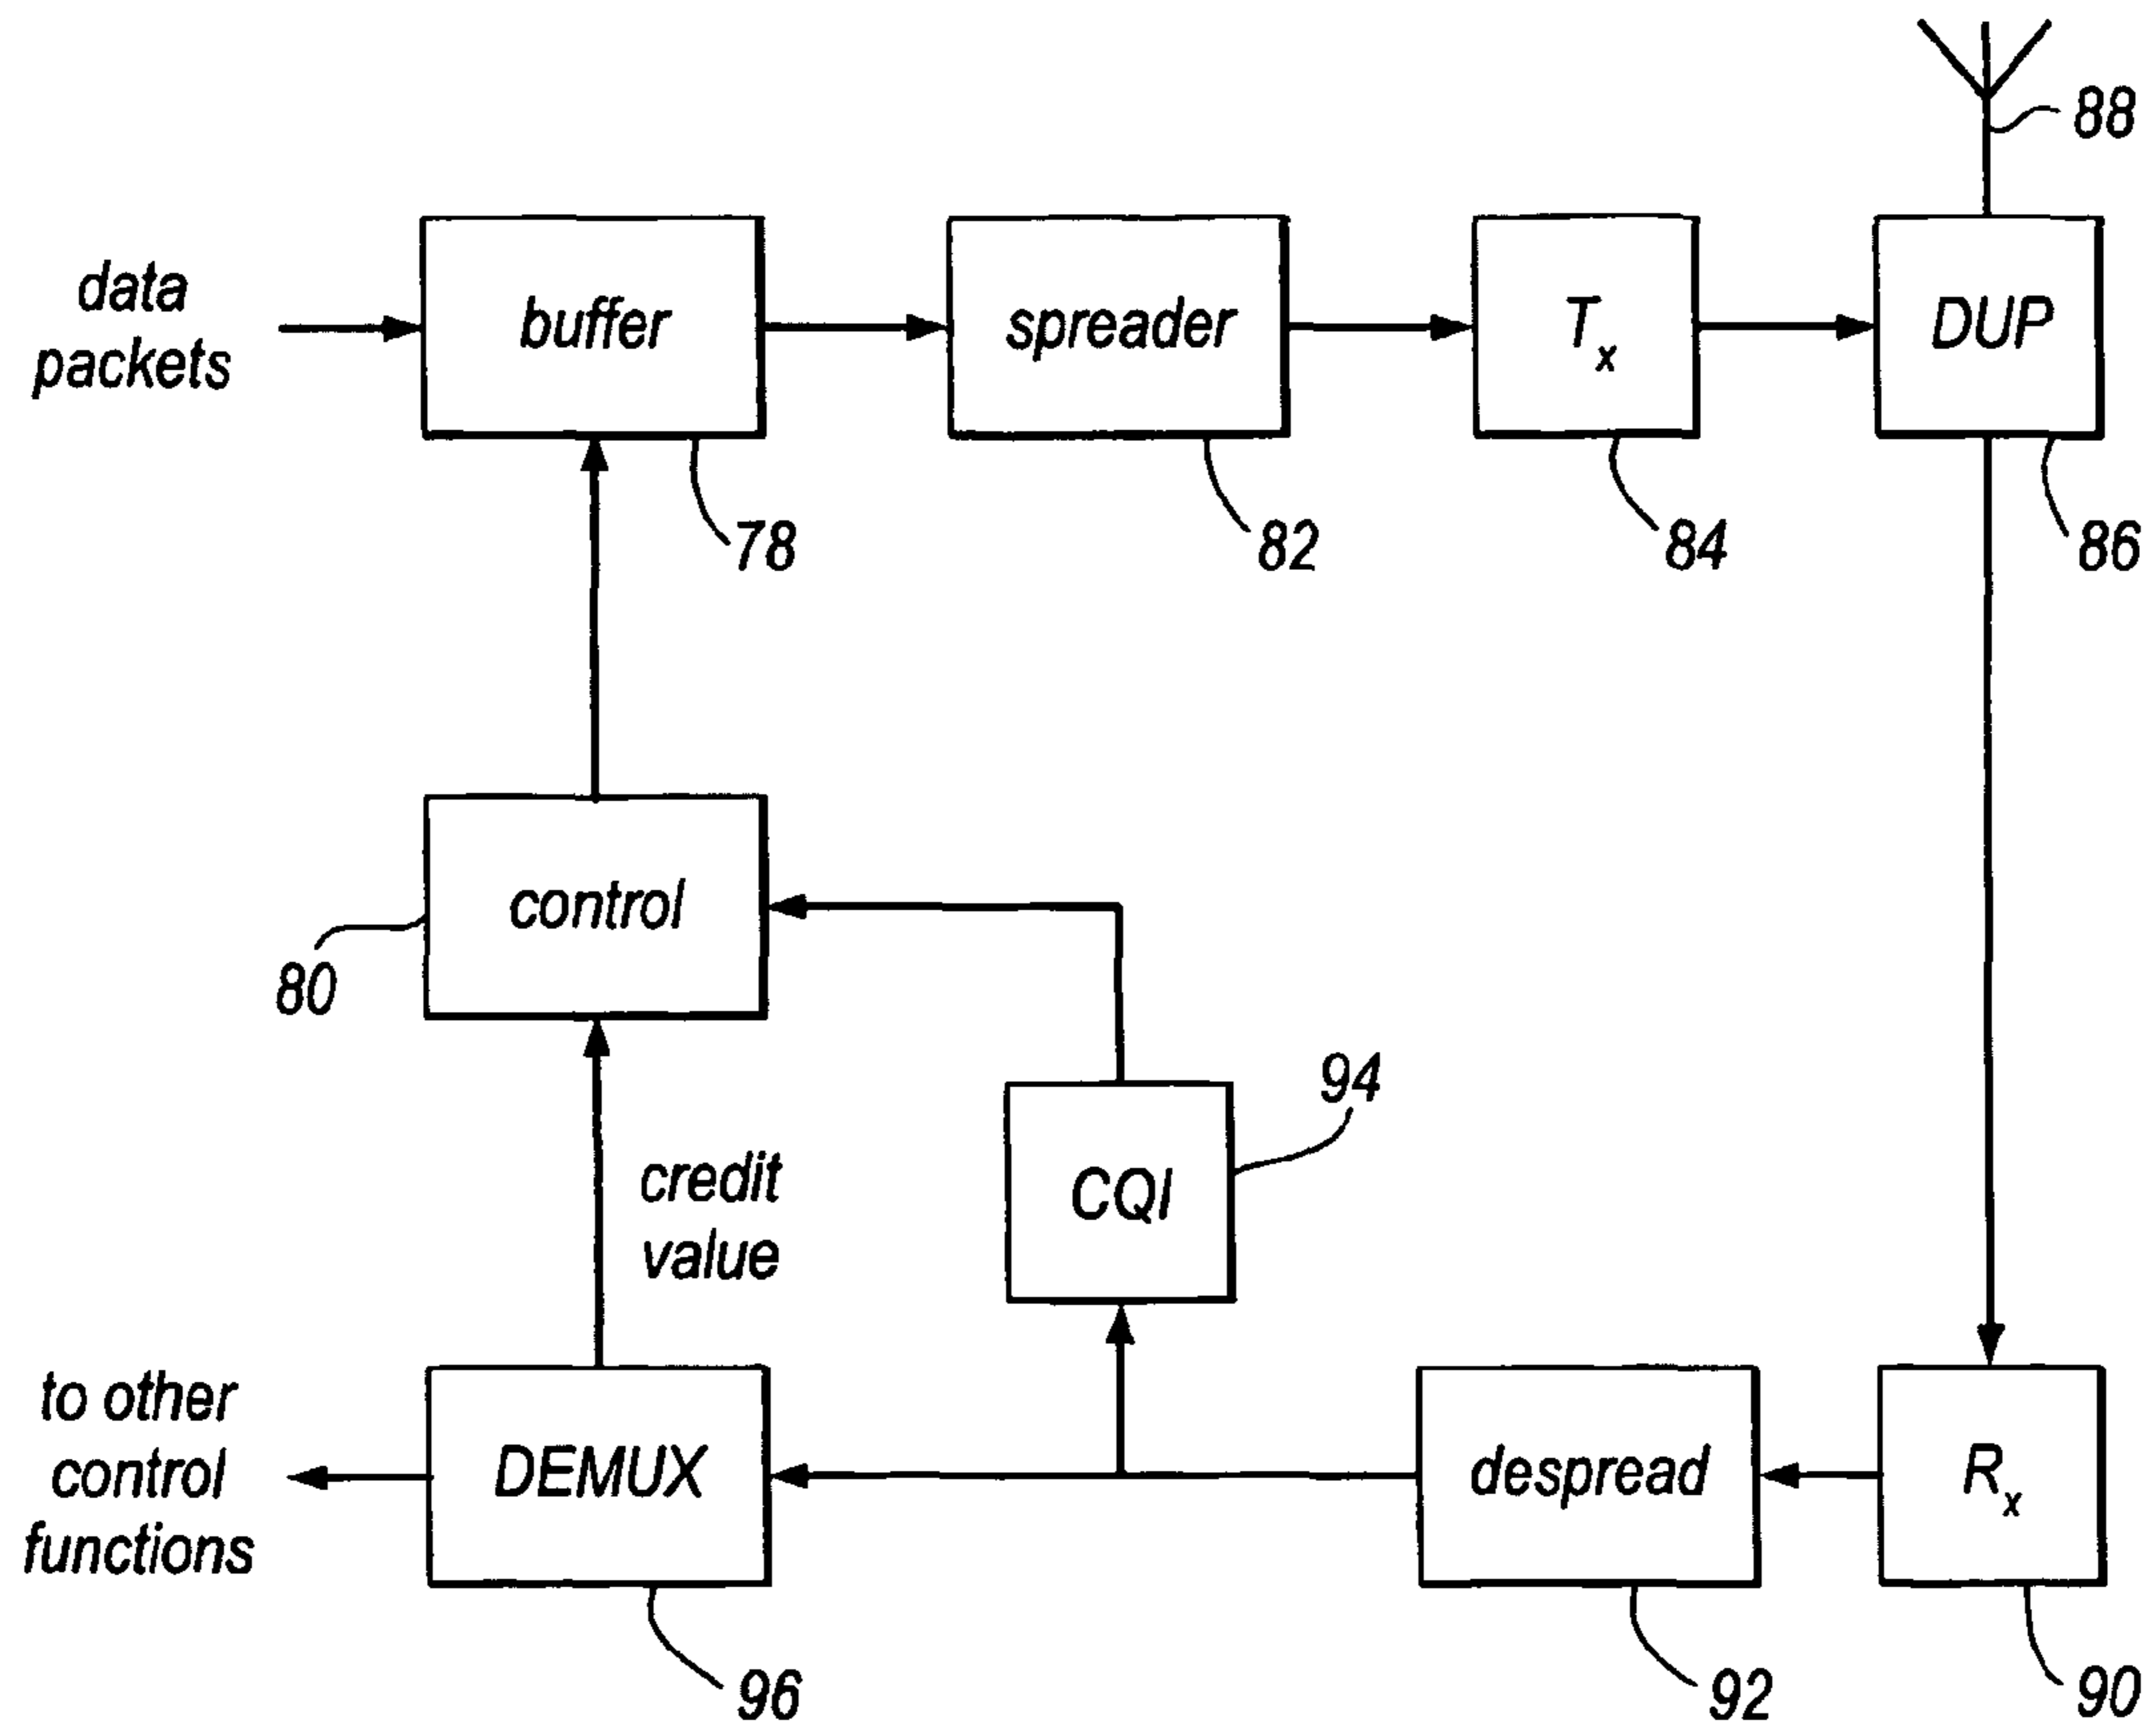 88
data
packets
buffer
spreader
Tx
DUP
78
82
84
86
control
80
94
credit
value
CQI
to other
control
functions
DEMUX
despread
Rx
96
92
90